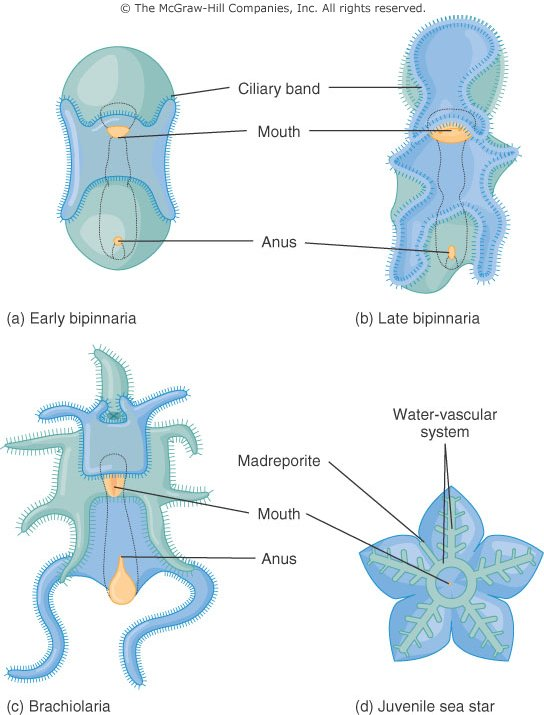 © The McGraw-Hill Companies, Inc. All rights reserved.
Ciliary band
Mouth
Anus
(a) Early bipinnaria
(b) Late bipinnaria
Water-vascular
system
Madreporite
Mouth
Anus
(c) Brachiolaria
(d) Juvenile sea star